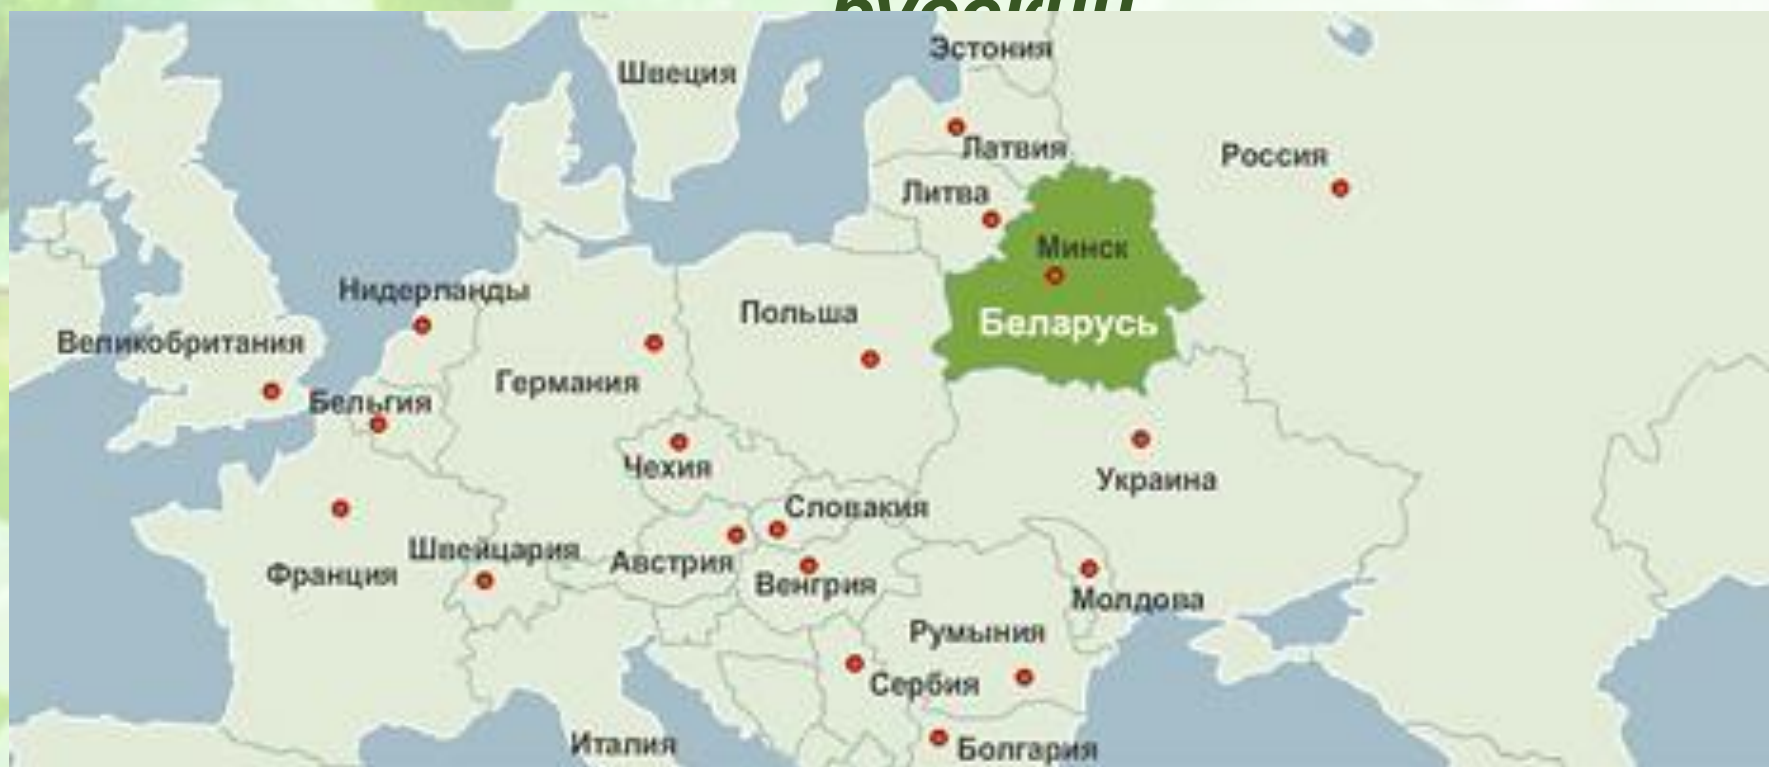 русский
Эстония
Швеция
Латвия
Россия
Литва
Минск
Нидерланды
Польша
Беларусь
Великобритания
Германия
Бельгия
Чехия
Украина
Словакия
Швейцария
Австрия
Франция
Венгрия
Молдова
Румыния
Сербия
Италия
Болгария